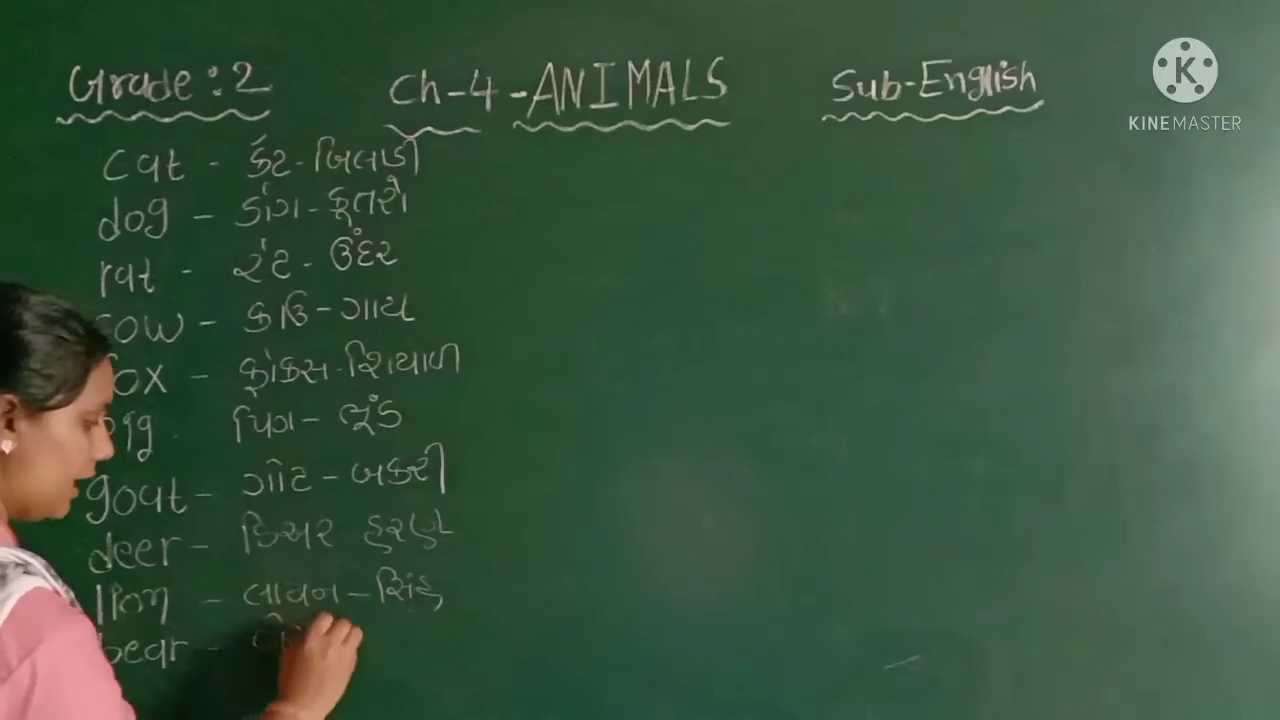 Grade : 2 Ch-4-ANIMALS Sub-English
K
KINEMASTER
cat - કેટ - બિલાડી
dog - ડોગ - કૂતરો
rat - રેટ - ઉંદર
cow - કાઉ - ગાય
fox - ફોક્સ - શિયાળ
pig પિગ - ભૂંડ
goat - ગોટ - બકરી
deer - ડિઅર હરણ
lion - લાયન - સિંહ
bear -